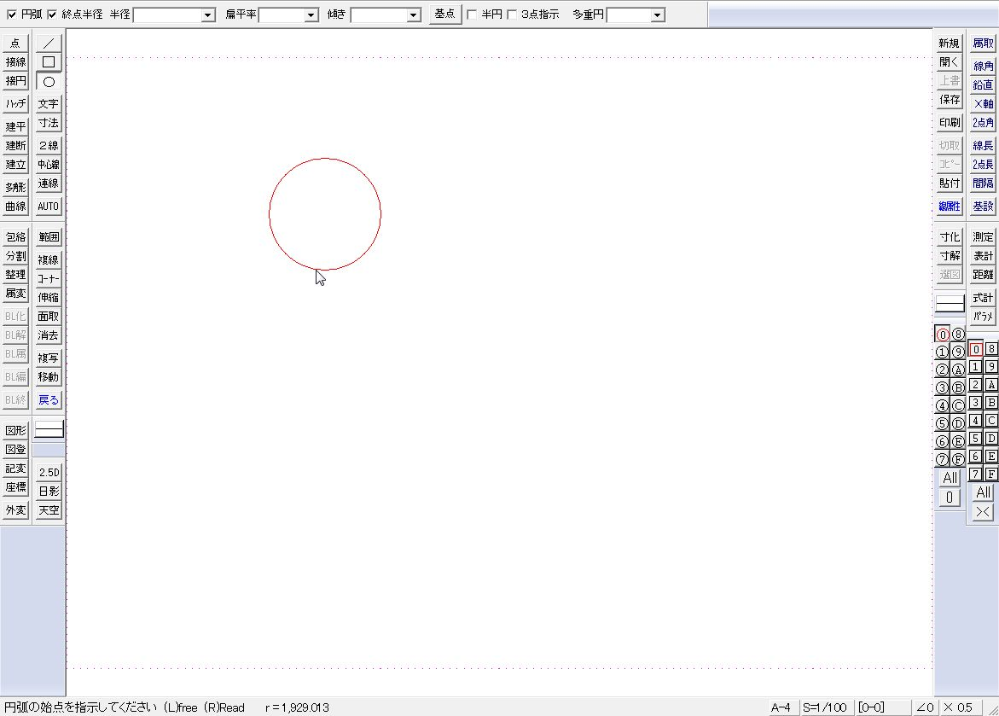 円弧 終点半径 半径 扁平率 傾き 基点 半円 3点指示 多重円
点 ／
接線 □
接円 ○
ﾊｯﾁ 文字
建平 寸法
建断 2線
建立 中心線
多角形 連線
曲線 AUTO
包絡 範囲
分割 複線
整理 ｺｰﾅｰ
属変 伸縮
BL化 面取
BL解 消去
BL属 複写
BL編 移動
BL終 戻る
図形
図登
記変 2.5D
座標 日影
外変 天空
新規 属取
開く 線角
上書 鉛直
保存 X軸
印刷 2点角
切取 線長
ｺﾋﾟｰ 2点長
貼付 間隔
線属性 基設
寸化 測定
寸解 表計
選図 距離
式計
ﾊﾟﾗﾒ
0 8
1 9
2 A
3 B
4 C
5 D
6 E
7 F
All
0
0 8
1 9
2 A
3 B
4 C
5 D
6 E
7 F
All
×
円弧の始点を指示してください (L)free (R)Read r＝1,929.013 A-4 S=1/100 [0-0] ∠0 × 0.5